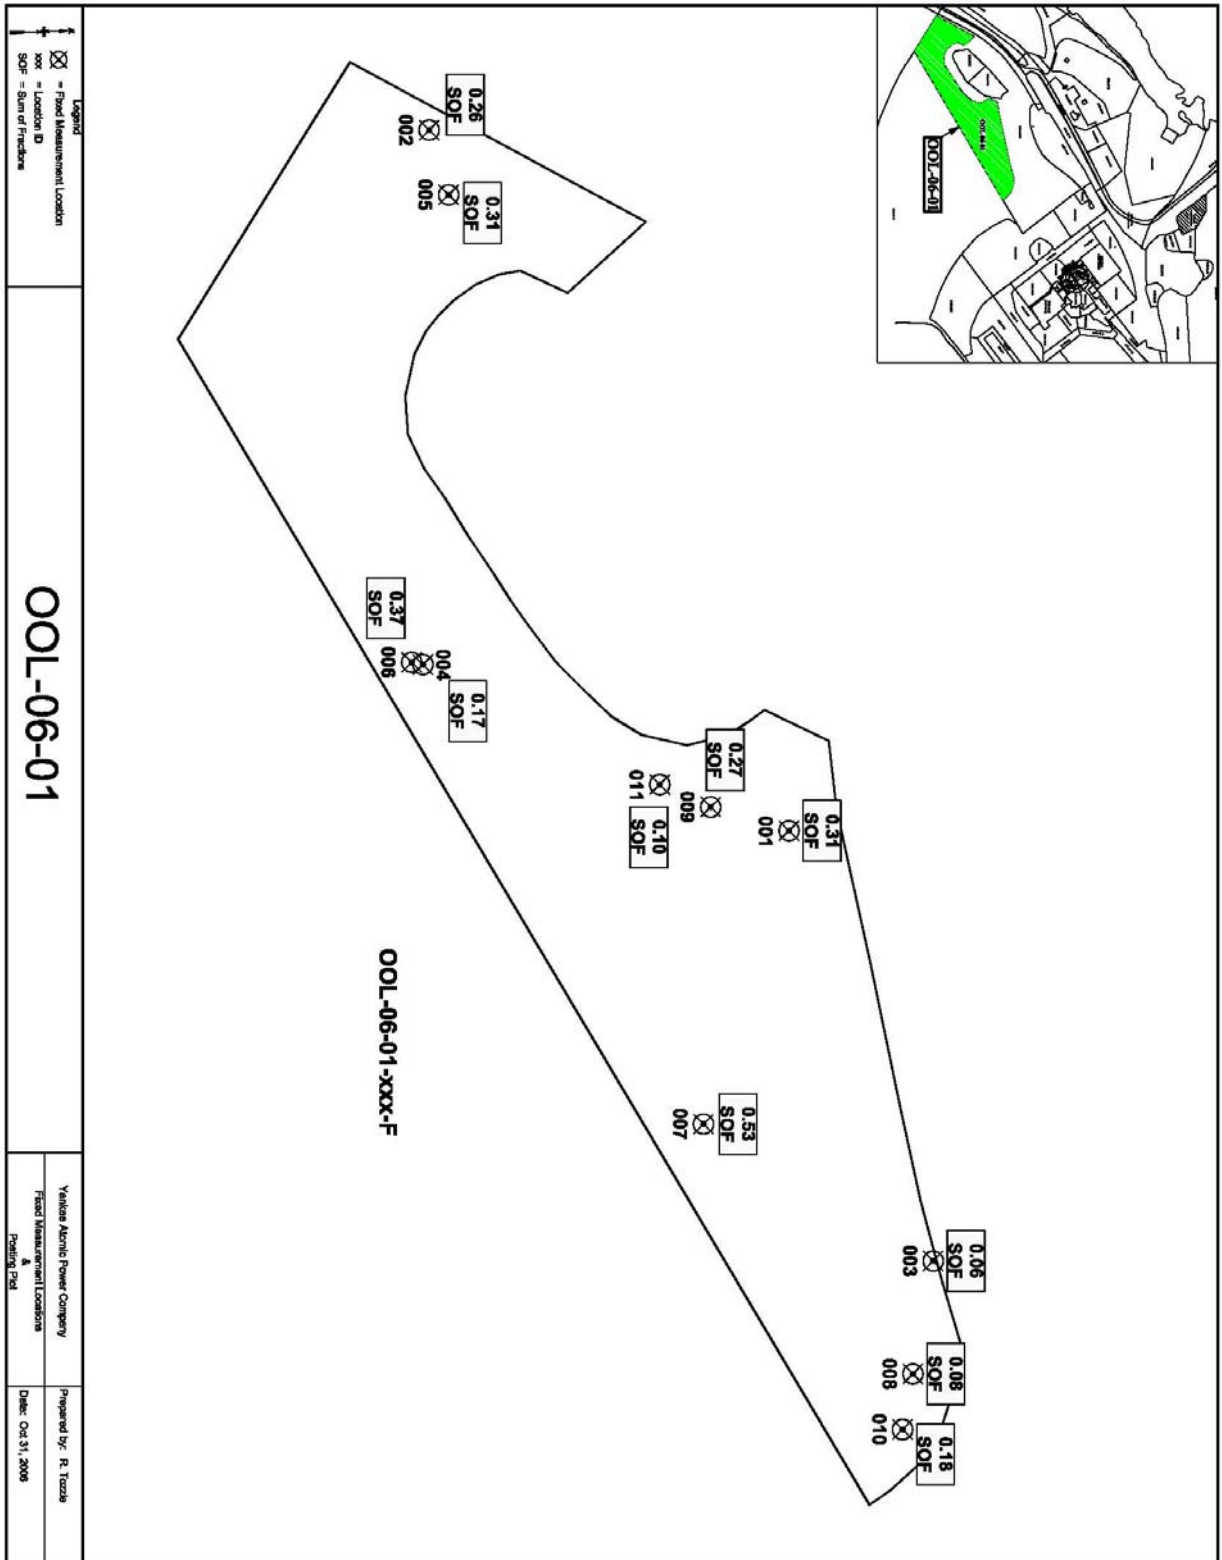 OOL-06-01
OOL-06-01
0.26
SOF
002
0.31
SOF
005
0.37
SOF
006
004
0.17
SOF
0.27
SOF
009
011
0.10
SOF
0.31
SOF
001
0.53
SOF
007
0.06
SOF
003
0.08
SOF
008
0.18
SOF
010
OOL-06-01-XXX-F
Legend
= Fixed Measurement Location
xxx = Location ID
SOF = Sum of Fractions
OOL-06-01
Yankee Atomic Power Company
Fixed Measurement Locations
&
Posting Plot
Prepared by: R. Tozzie
Date: Oct 31, 2006